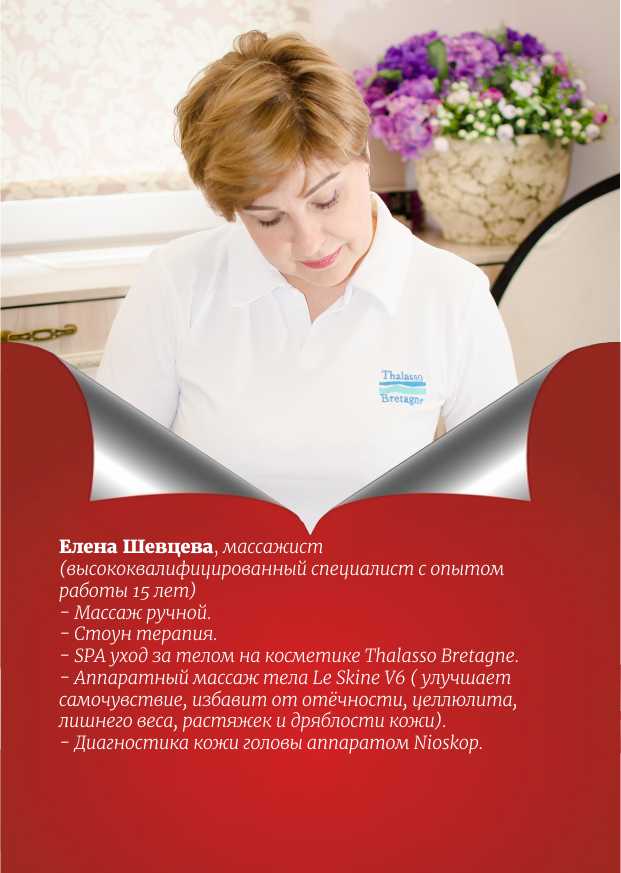 Thalasso
Bretagne
Елена Шевцева, массажист
(высококвалифицированный специалист с опытом
работы 15 лет)
- Массаж ручной.
- Стоун терапия.
- SPA уход за телом на косметике Thalasso Bretagne.
- Аппаратный массаж тела Le Skine V6 ( улучшает
самочувствие, избавит от отёчности, целлюлита,
лишнего веса, растяжек и дряблости кожи).
- Диагностика кожи головы аппаратом Nioskop.